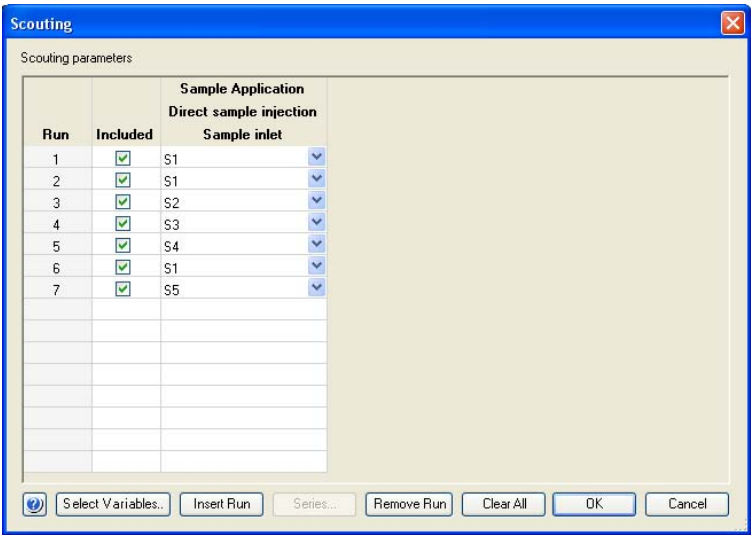 Scouting
Scouting parameters
Sample Application
Direct sample injection
Run Included Sample inlet
1 S1
2 S1
3 S2
4 S3
5 S4
6 S1
7 S5
Select Variables.. Insert Run Series... Remove Run Clear All OK Cancel